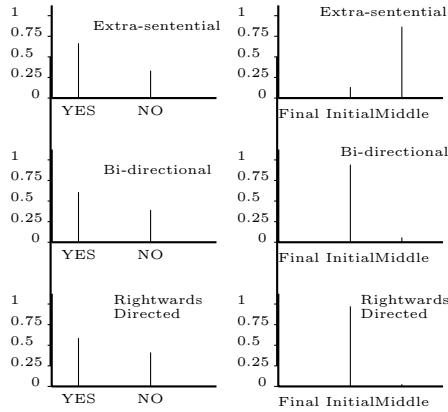 Extra-sentential
1
0.75
0.5
0.25
0
YES NO
Extra-sentential
1
0.75
0.5
0.25
0
Final InitialMiddle
Bi-directional
1
0.75
0.5
0.25
0
YES NO
Bi-directional
1
0.75
0.5
0.25
0
Final InitialMiddle
Rightwards
Directed
1
0.75
0.5
0.25
0
YES NO
Rightwards
Directed
1
0.75
0.5
0.25
0
Final InitialMiddle